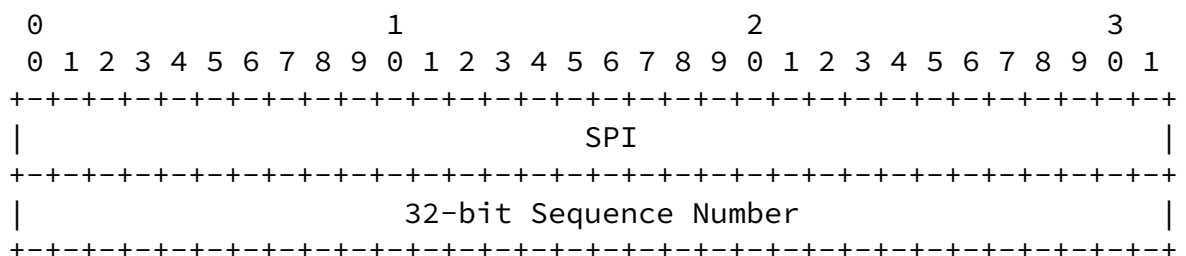 0                   1                   2                   3
 0 1 2 3 4 5 6 7 8 9 0 1 2 3 4 5 6 7 8 9 0 1 2 3 4 5 6 7 8 9 0 1
+-+-+-+-+-+-+-+-+-+-+-+-+-+-+-+-+-+-+-+-+-+-+-+-+-+-+-+-+-+-+-+-+
|                               SPI                             |
+-+-+-+-+-+-+-+-+-+-+-+-+-+-+-+-+-+-+-+-+-+-+-+-+-+-+-+-+-+-+-+-+
|                     32-bit Sequence Number                    |
+-+-+-+-+-+-+-+-+-+-+-+-+-+-+-+-+-+-+-+-+-+-+-+-+-+-+-+-+-+-+-+-+